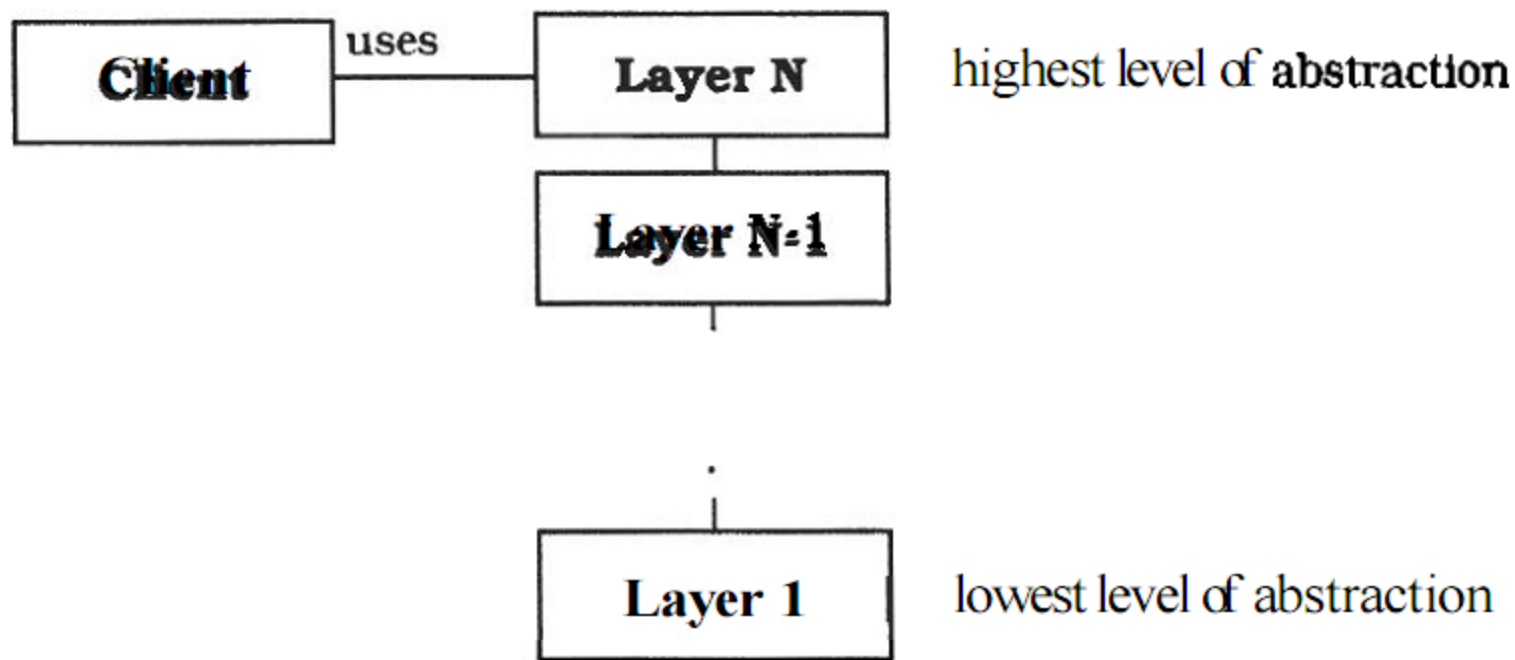 uses
Client
Layer N
highest level of abstraction
Layer N-1
Layer 1
lowest level of abstraction